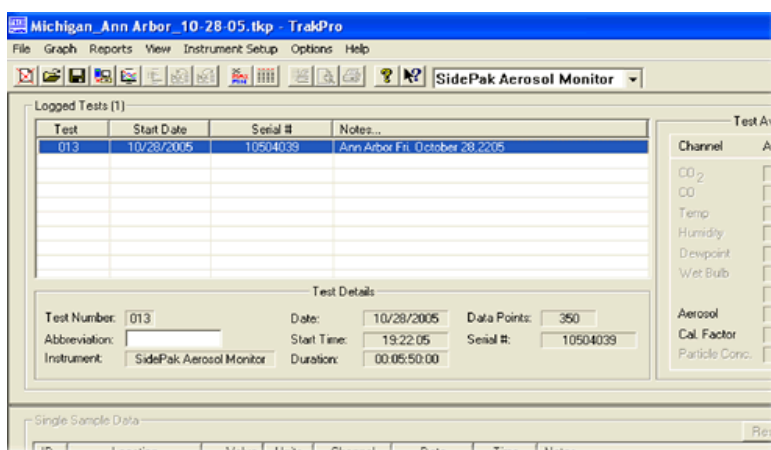 Michigan_Ann Arbor_10-28-05.tkp - TrakPro
File Graph Reports View Instrument Setup Options Help
SidePak Aerosol Monitor
Logged Tests (1)
Test Start Date Serial # Notes...
013 10/28/2005 10504039 Ann Arbor Fri. October 28,2205
Channel
CO2
CO
Temp
Humidity
Dewpoint
Wet Bulb
Aerosol
Cal. Factor
Particle Conc.
Test Details
Test Number: 013 Date: 10/28/2005 Data Points: 350
Abbreviation: Start Time: 19:22:05 Serial #: 10504039
Instrument: SidePak Aerosol Monitor Duration: 00:05:50:00
Single Sample Data